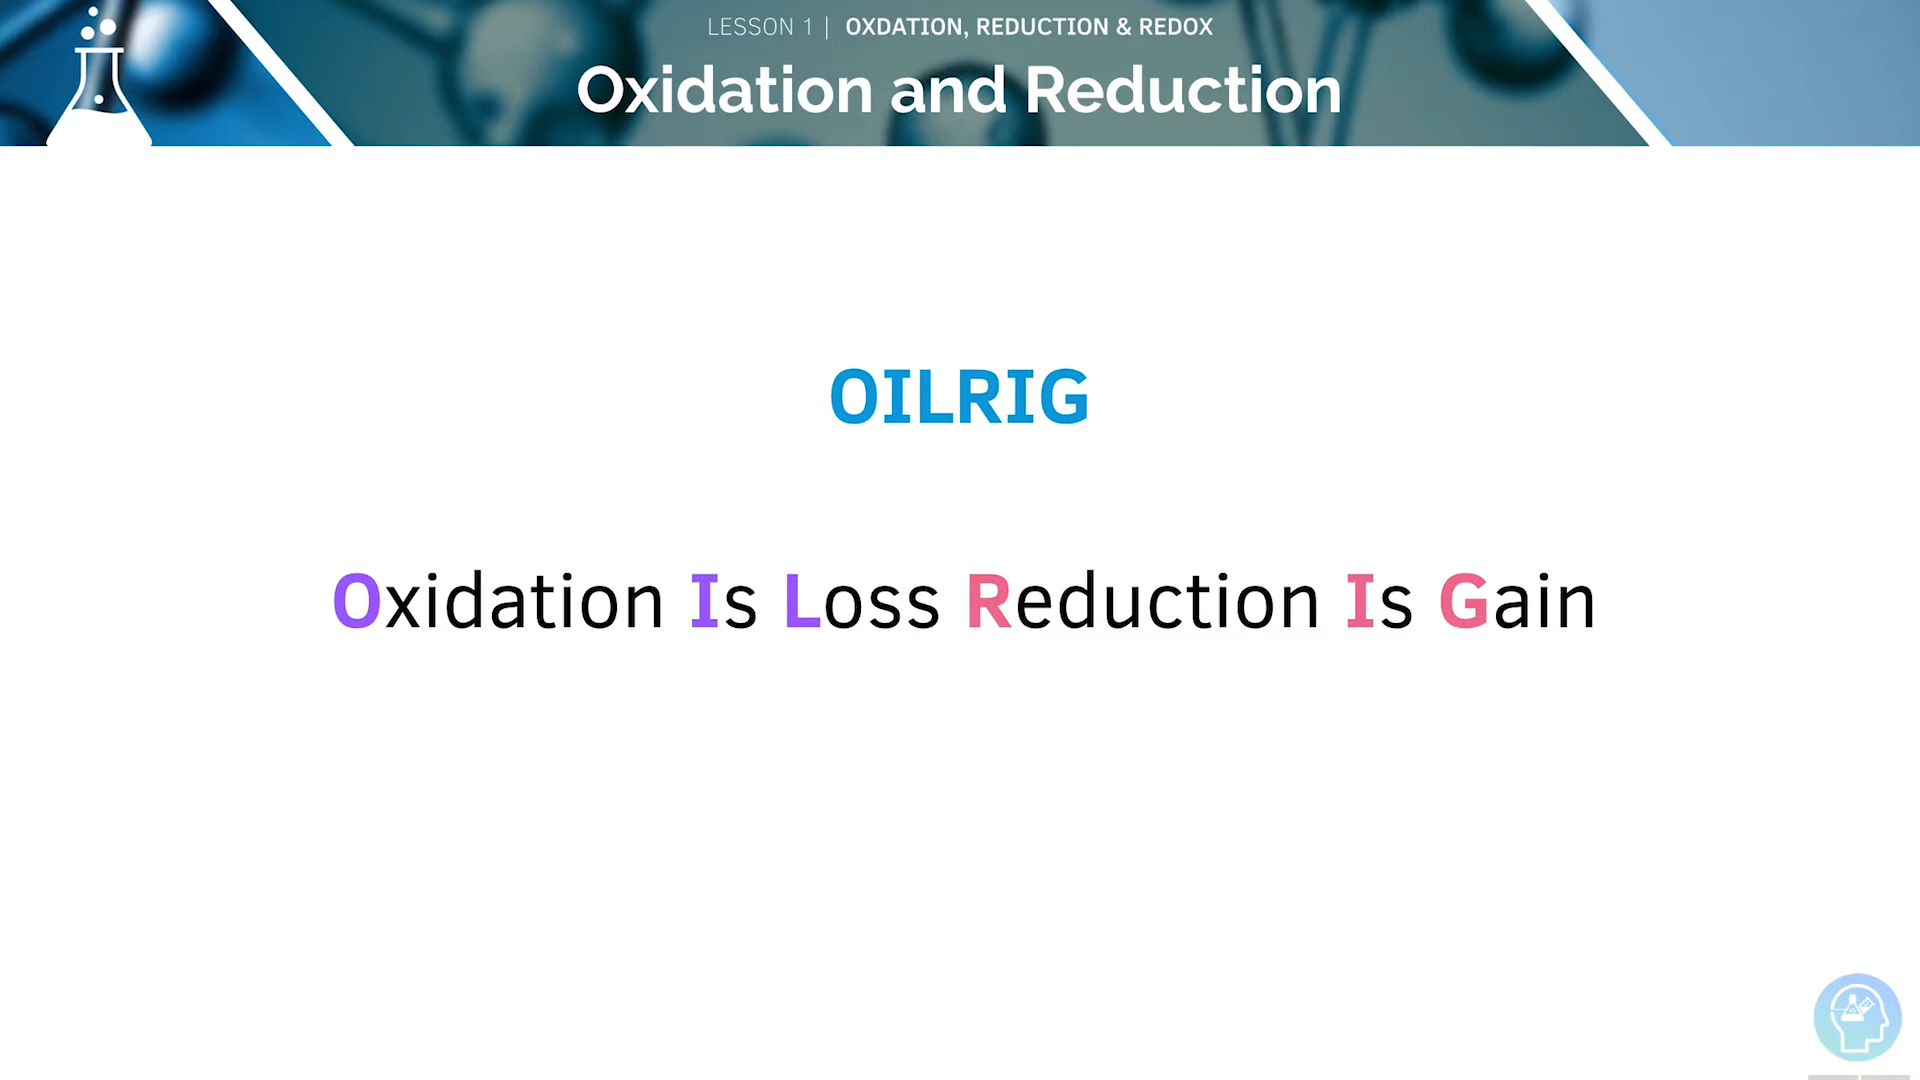 LESSON 1 | OXDATION, REDUCTION & REDOX
Oxidation and Reduction
OILRIG
Oxidation Is Loss Reduction Is Gain